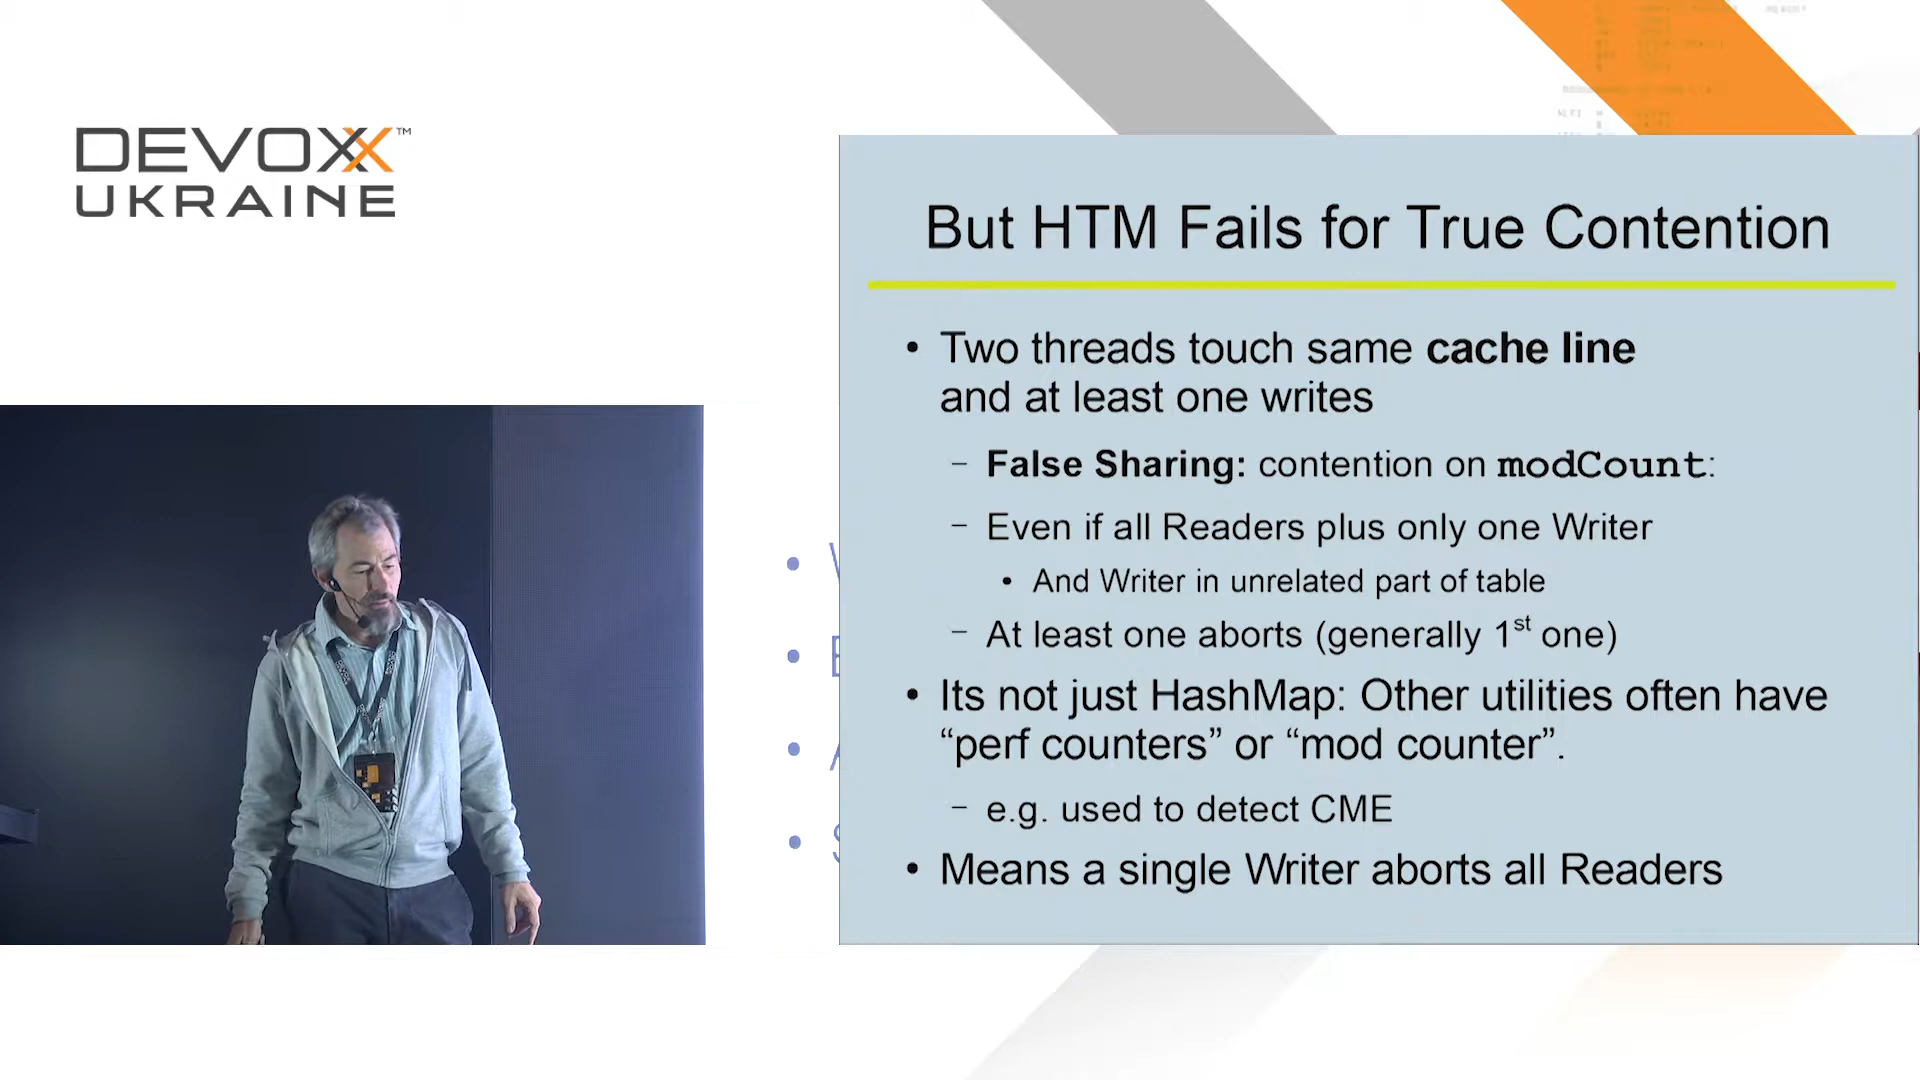 DEVOXX™
UKRAINE
But HTM Fails for True Contention
• Two threads touch same cache line
and at least one writes
– False Sharing: contention on modCount:
– Even if all Readers plus only one Writer
• And Writer in unrelated part of table
– At least one aborts (generally 1st one)
• Its not just HashMap: Other utilities often have
“perf counters” or “mod counter”.
– e.g. used to detect CME
• Means a single Writer aborts all Readers